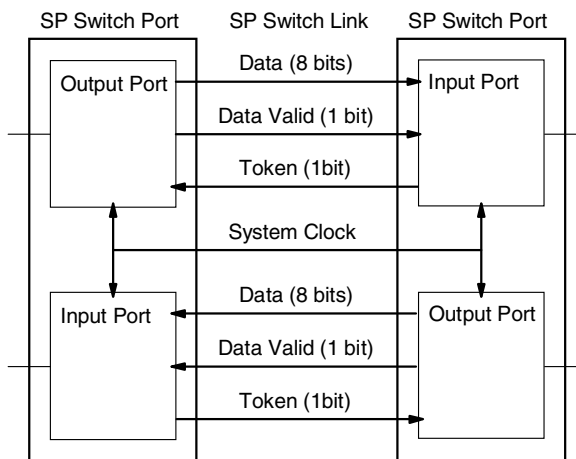 SP Switch Port SP Switch Link SP Switch Port
Data (8 bits)
Output Port
Input Port
Data Valid (1 bit)
Token (1bit)
System Clock
Data (8 bits)
Input Port
Output Port
Data Valid (1 bit)
Token (1bit)